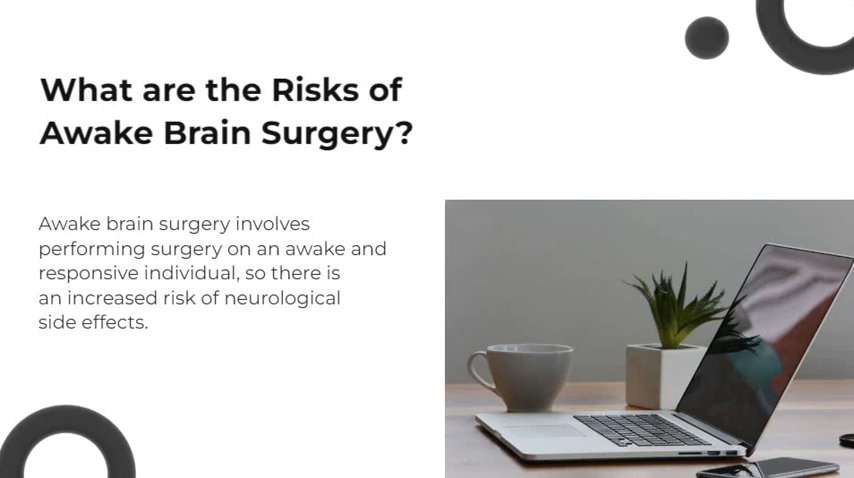 What are the Risks of
Awake Brain Surgery?
Awake brain surgery involves
performing surgery on an awake and
responsive individual, so there is
an increased risk of neurological
side effects.